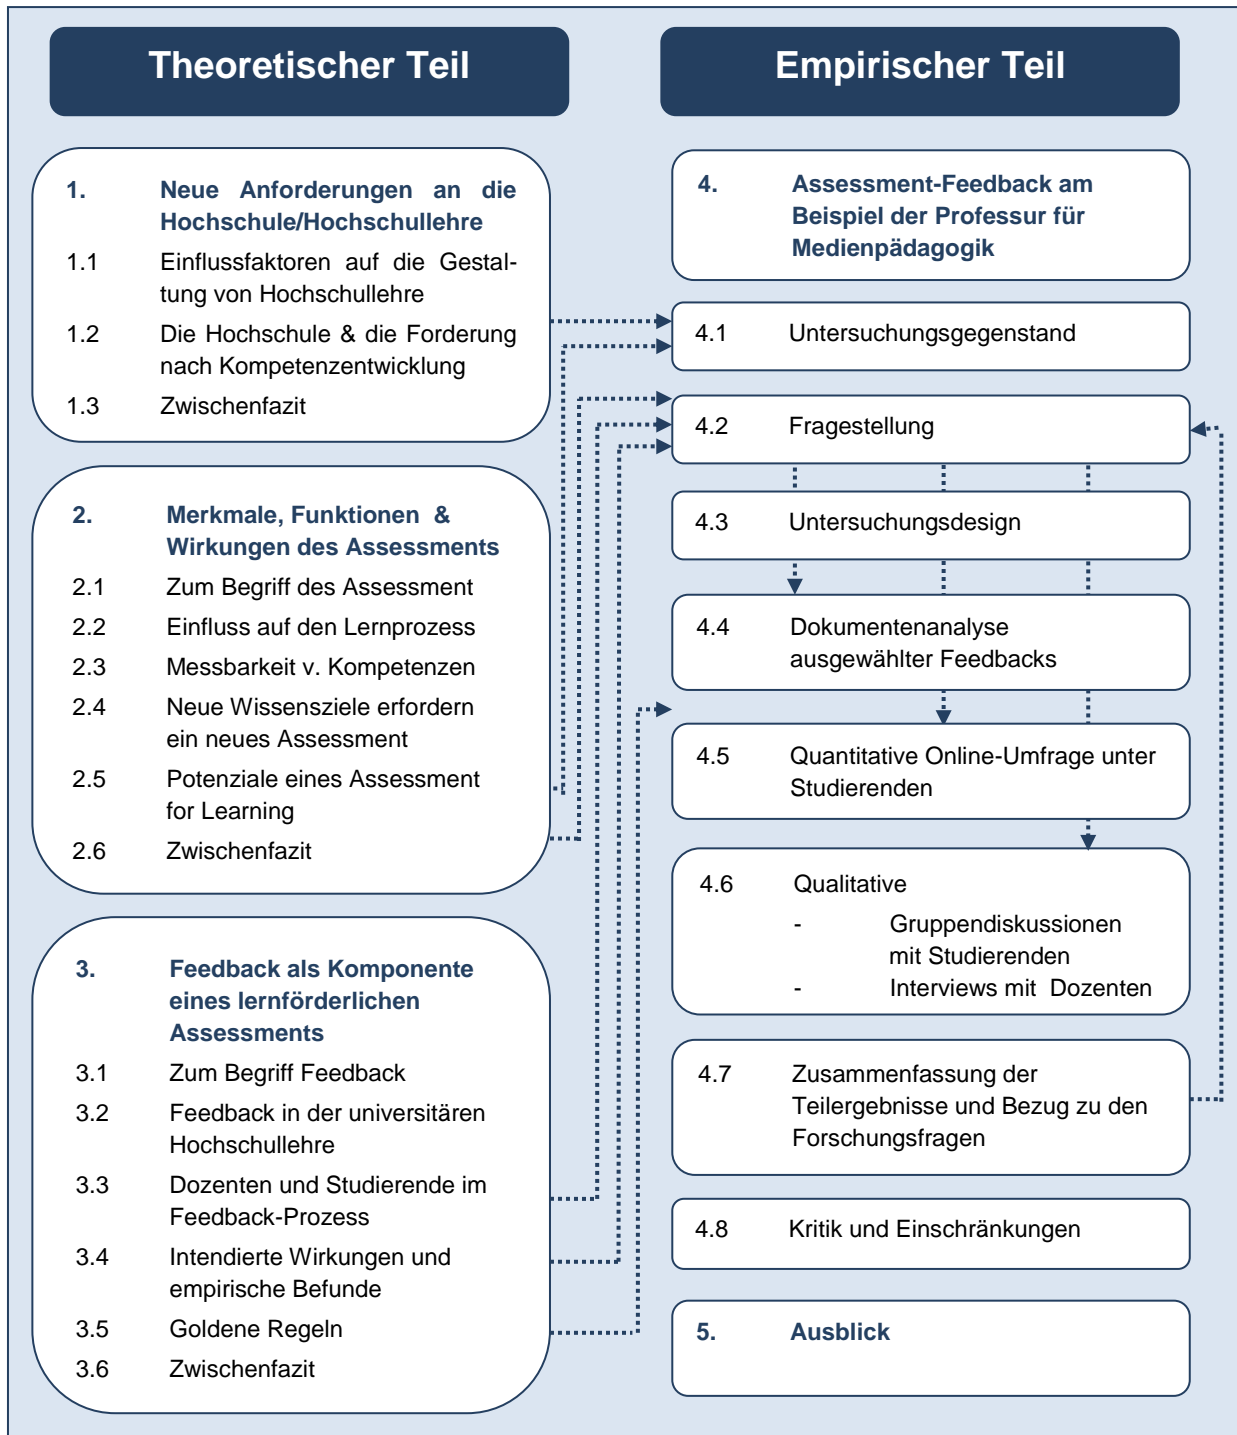 Theoretischer Teil
1. Neue Anforderungen an die
Hochschule/Hochschullehre
1.1 Einflussfaktoren auf die Gestal-
tung von Hochschullehre
1.2 Die Hochschule & die Forderung
nach Kompetenzentwicklung
1.3 Zwischenfazit
2. Merkmale, Funktionen &
Wirkungen des Assessments
2.1 Zum Begriff des Assessment
2.2 Einfluss auf den Lernprozess
2.3 Messbarkeit v. Kompetenzen
2.4 Neue Wissensziele erfordern
ein neues Assessment
2.5 Potenziale eines Assessment
for Learning
2.6 Zwischenfazit
3. Feedback als Komponente
eines lernförderlichen
Assessments
3.1 Zum Begriff Feedback
3.2 Feedback in der universitären
Hochschullehre
3.3 Dozenten und Studierende im
Feedback-Prozess
3.4 Intendierte Wirkungen und
empirische Befunde
3.5 Goldene Regeln
3.6 Zwischenfazit
Empirischer Teil
4. Assessment-Feedback am
Beispiel der Professur für
Medienpädagogik
4.1 Untersuchungsgegenstand
4.2 Fragestellung
4.3 Untersuchungsdesign
4.4 Dokumentenanalyse
ausgewählter Feedbacks
4.5 Quantitative Online-Umfrage unter
Studierenden
4.6 Qualitative
- Gruppendiskussionen
mit Studierenden
- Interviews mit Dozenten
4.7 Zusammenfassung der
Teilergebnisse und Bezug zu den
Forschungsfragen
4.8 Kritik und Einschränkungen
5. Ausblick